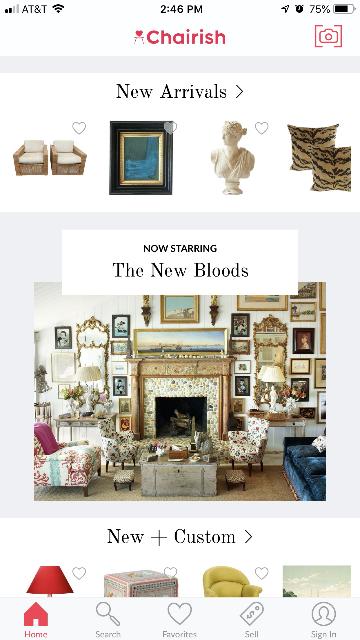 AT&T 2:46 PM 75%
Chairish
New Arrivals
NOW STARRING
The New Bloods
New + Custom
Home Search Favorites Sell Sign In